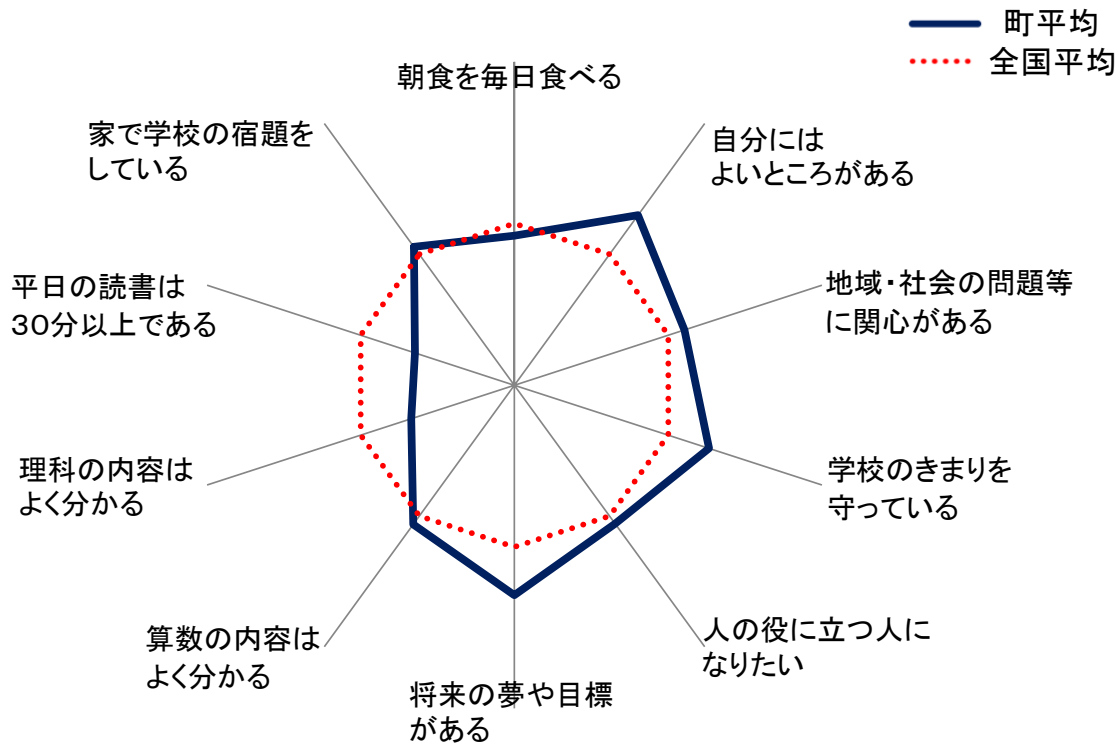 町平均
全国平均
朝食を毎日食べる
自分には
よいところがある
地域・社会の問題等
に関心がある
学校のきまりを
守っている
人の役に立つ人に
なりたい
将来の夢や目標
がある
算数の内容は
よく分かる
理科の内容は
よく分かる
平日の読書は
30分以上である
家で学校の宿題を
している